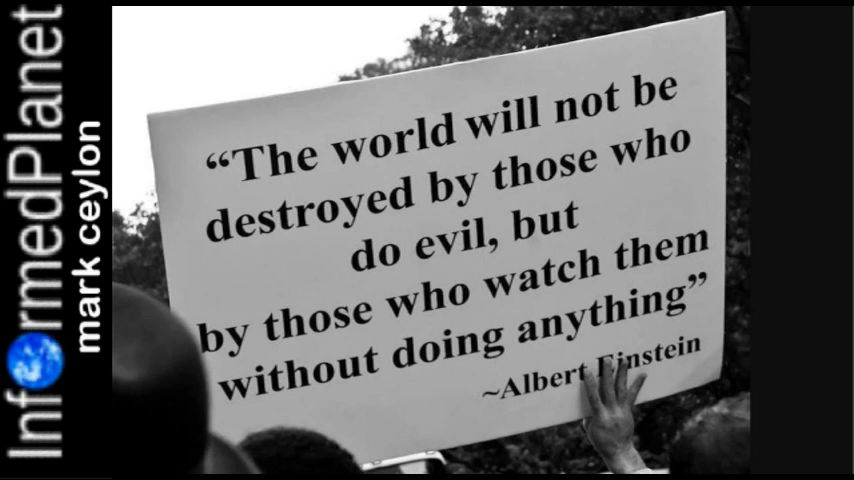 InformedPlanet
mark ceylon
“The world will not be
destroyed by those who
do evil, but
by those who watch them
without doing anything”
~Albert Einstein